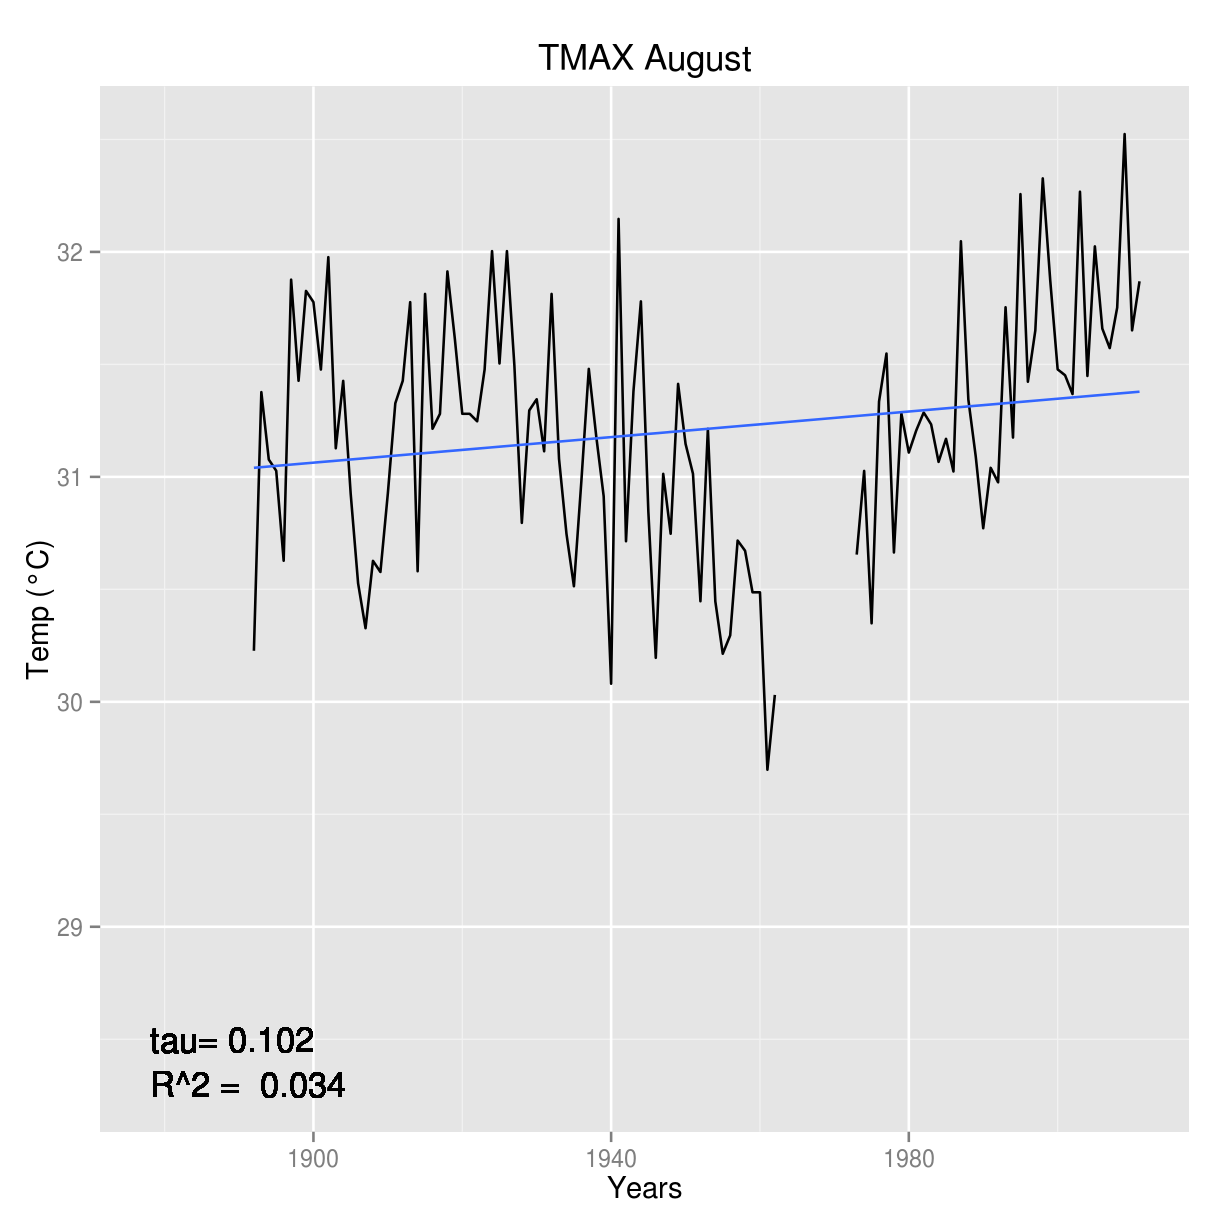 TMAX August
32
31
30
29
Temp (°C)
tau= 0.102
R^2 = 0.034
1900 1940 1980
Years